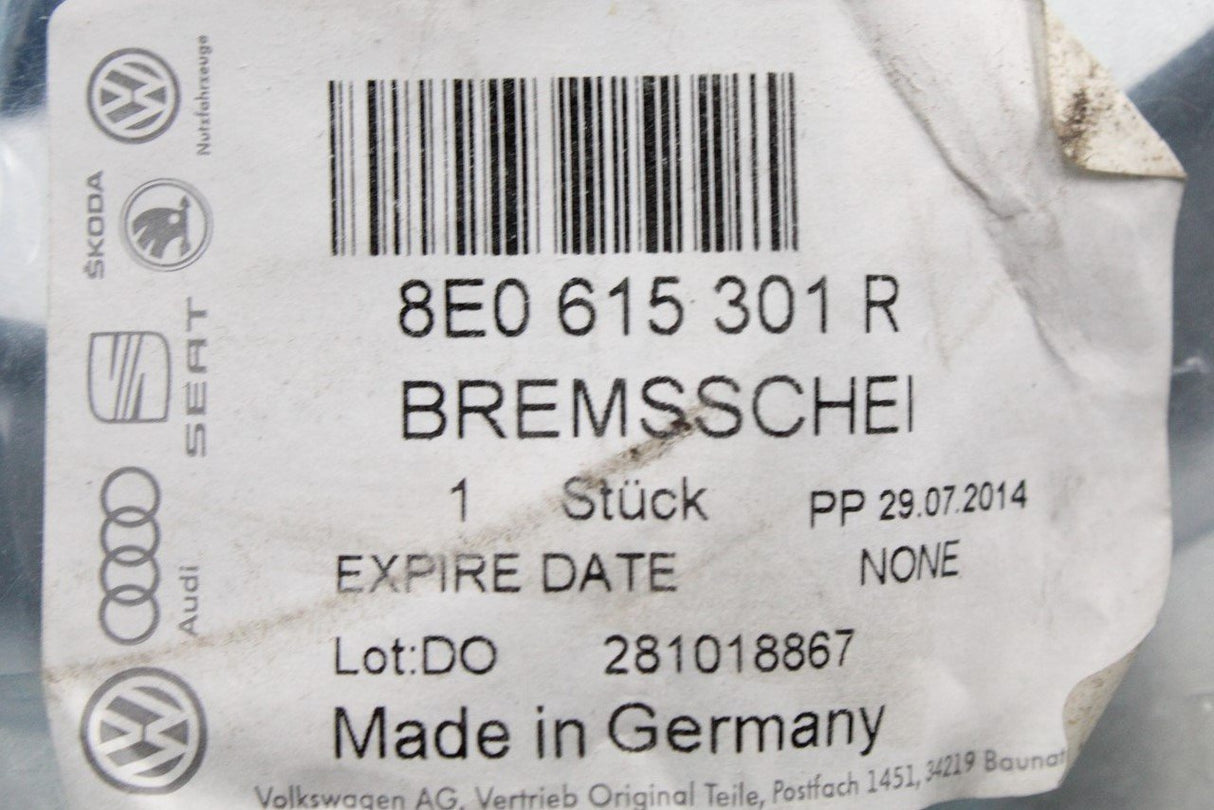 8E0 615 301 R
BREMSSCHEI
1 Stück PP 29.07.2014
EXPIRE DATE NONE
Lot:DO 281018867
Made in Germany
Volkswagen AG, Vertrieb Original Teile, Postfach 1451, 34219 Baunat
Nutzfahrzeuge
ŠKODA
SEAT
Audi